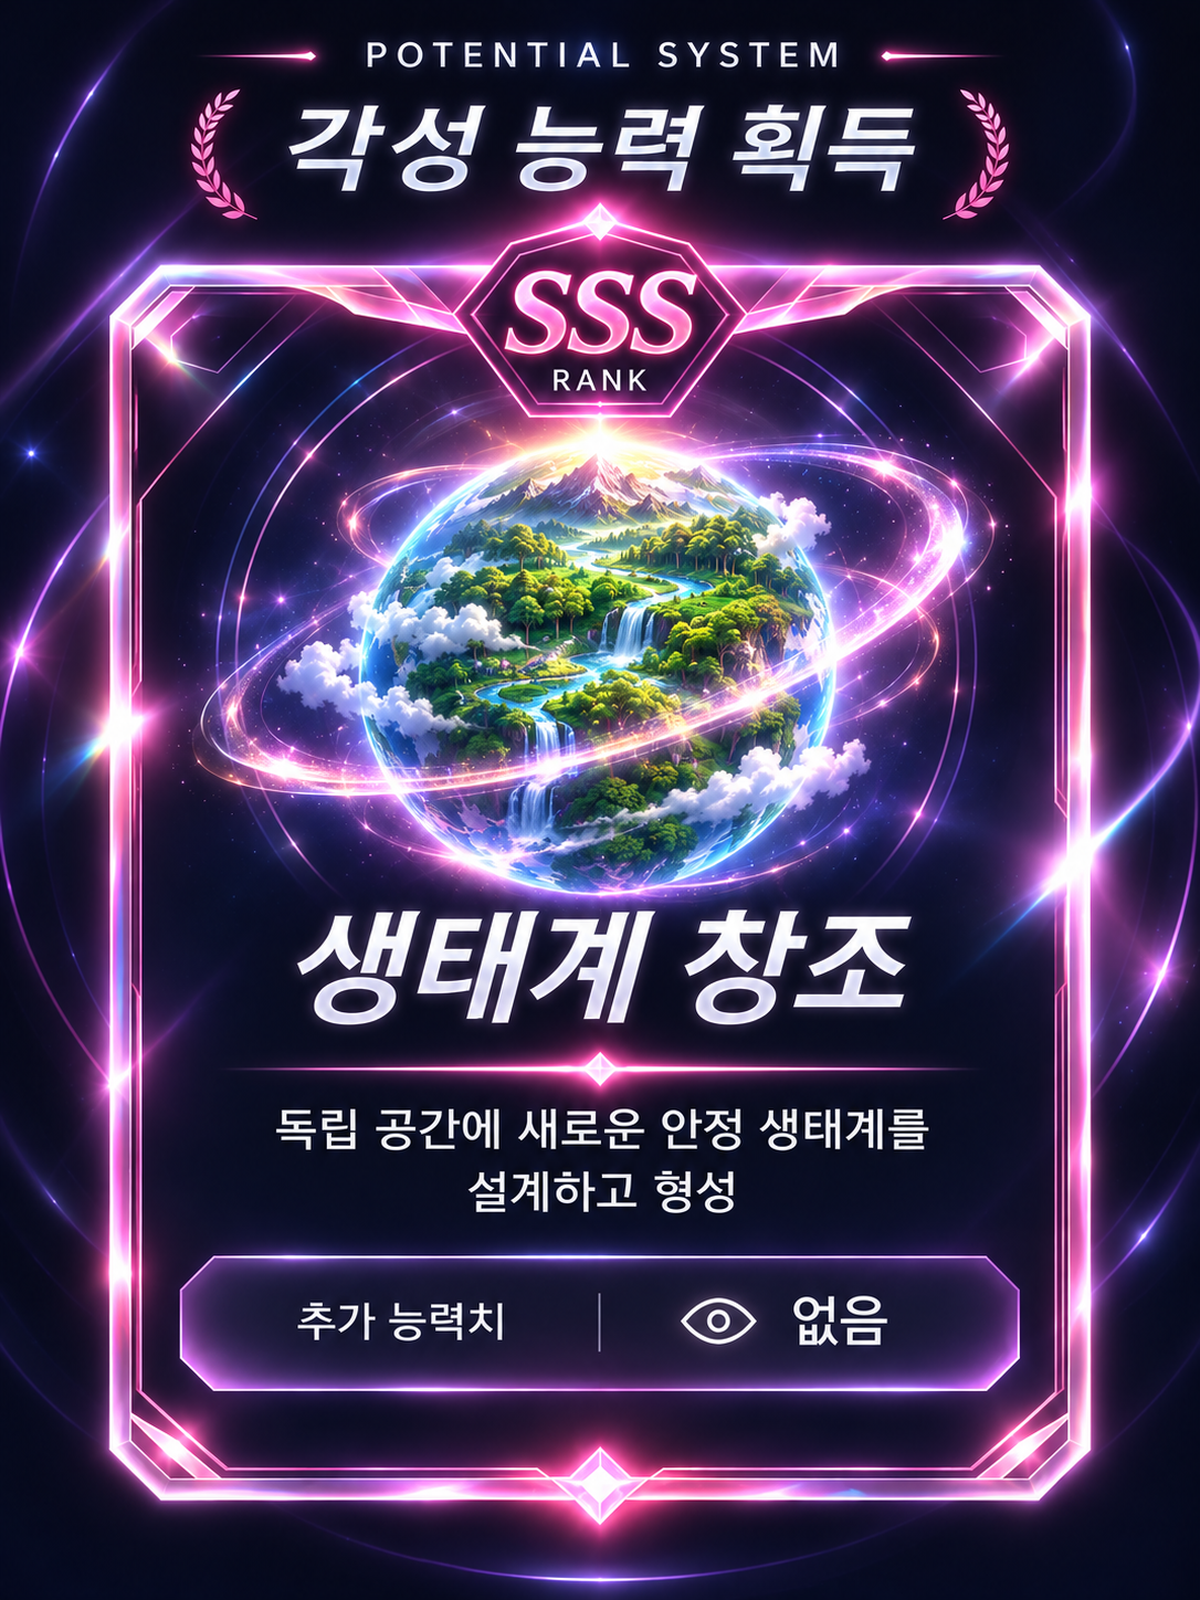 POTENTIAL SYSTEM
각성 능력 획득
SSS
RANK
생태계 창조
독립 공간에 새로운 안정 생태계를
설계하고 형성
추가 능력치
없음